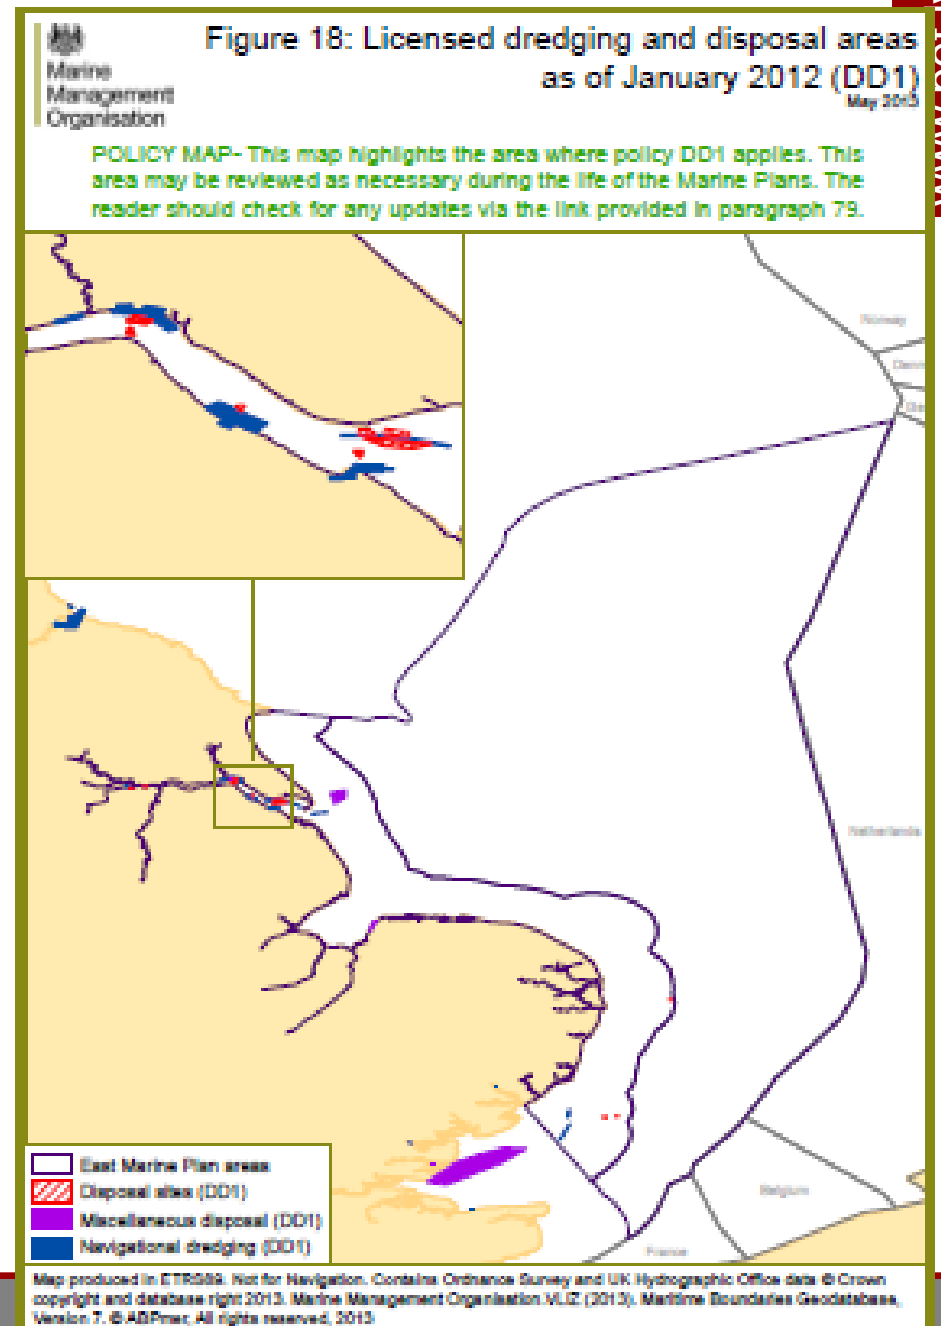 Marine
Management
Organisation
Figure 18: Licensed dredging and disposal areas
as of January 2012 (DD1)
May 2013
POLICY MAP- This map highlights the area where policy DD1 applies. This
area may be reviewed as necessary during the life of the Marine Plans. The
reader should check for any updates via the link provided in paragraph 79.
Norway
Netherlands
Belgium
France
East Marine Plan areas
Disposal sites (DD1)
Miscellaneous disposal (DD1)
Navigational dredging (DD1)
Map produced in ETRS89. Not for Navigation. Contains Ordnance Survey and UK Hydrographic Office data © Crown
copyright and database right 2013. Marine Management Organisation.VLIZ (2013). Maritime Boundaries Geodatabase,
Version 7. © ABPmer, All rights reserved, 2013